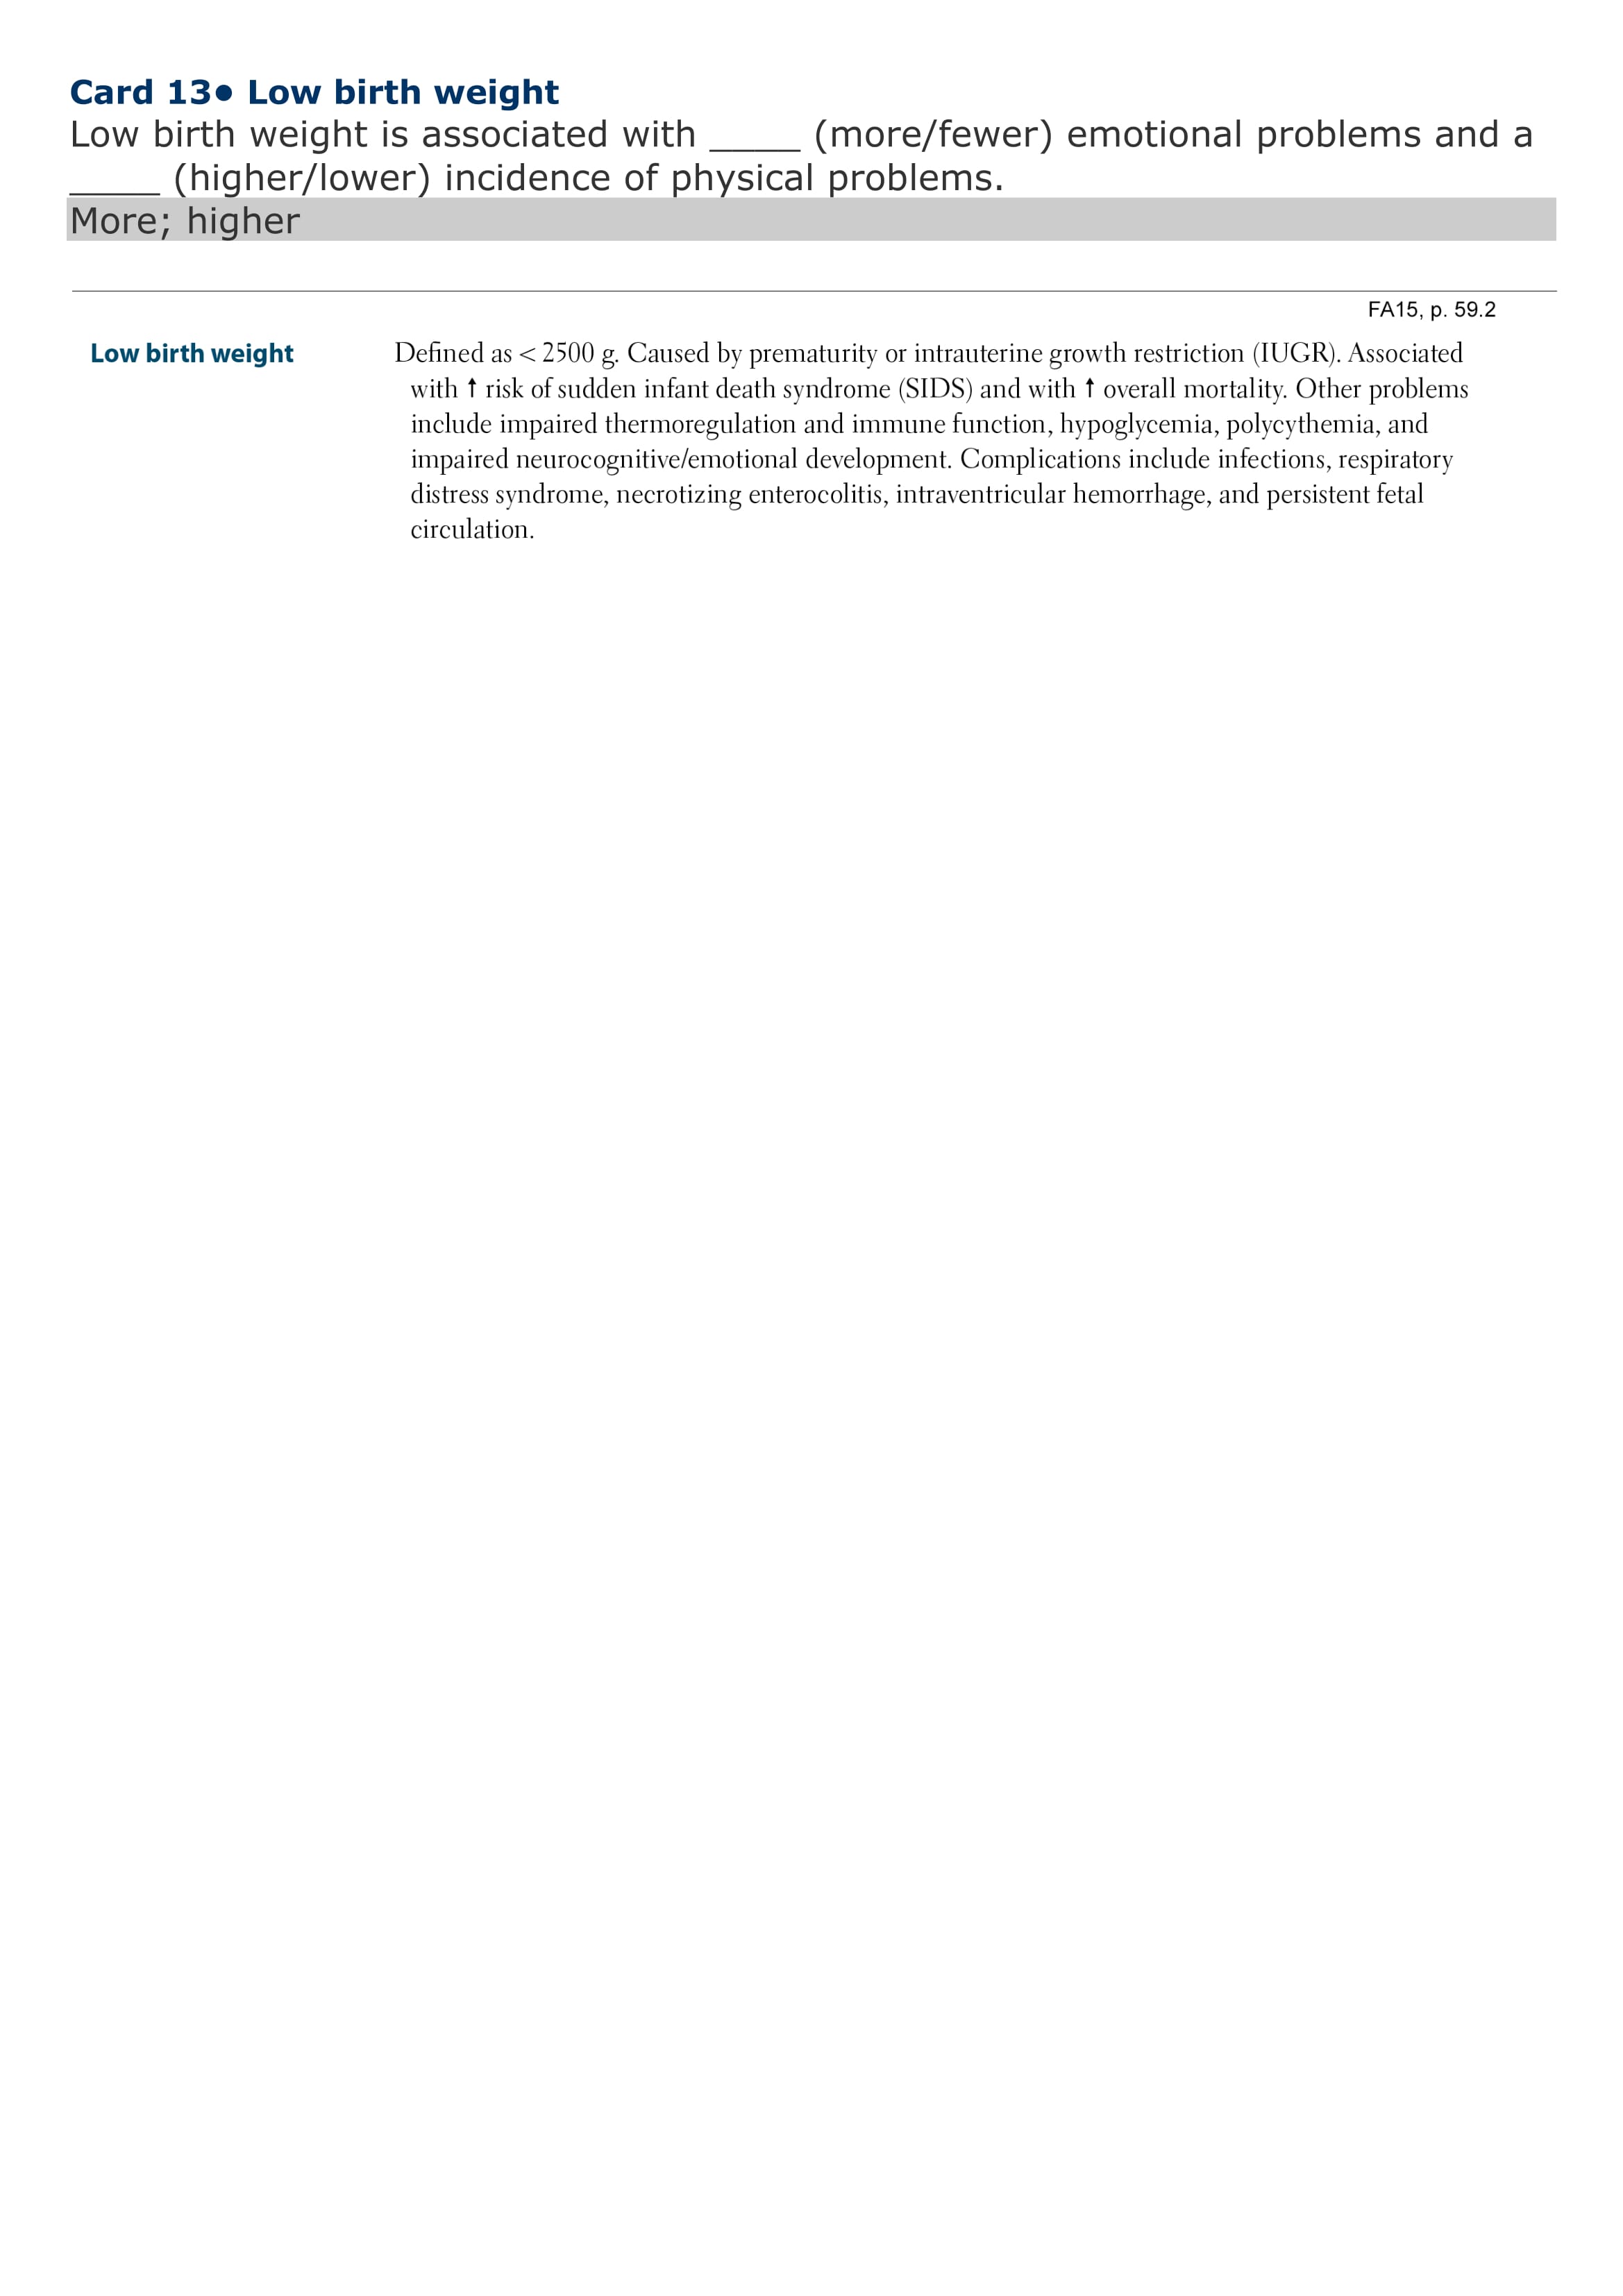 Card 13● Low birth weight
Low birth weight is associated with _____ (more/fewer) emotional problems and a
_____ (higher/lower) incidence of physical problems.
More; higher
FA15, p. 59.2
Low birth weight
Defined as < 2500 g. Caused by prematurity or intrauterine growth restriction (IUGR). Associated
with ↑ risk of sudden infant death syndrome (SIDS) and with ↑ overall mortality. Other problems
include impaired thermoregulation and immune function, hypoglycemia, polycythemia, and
impaired neurocognitive/emotional development. Complications include infections, respiratory
distress syndrome, necrotizing enterocolitis, intraventricular hemorrhage, and persistent fetal
circulation.